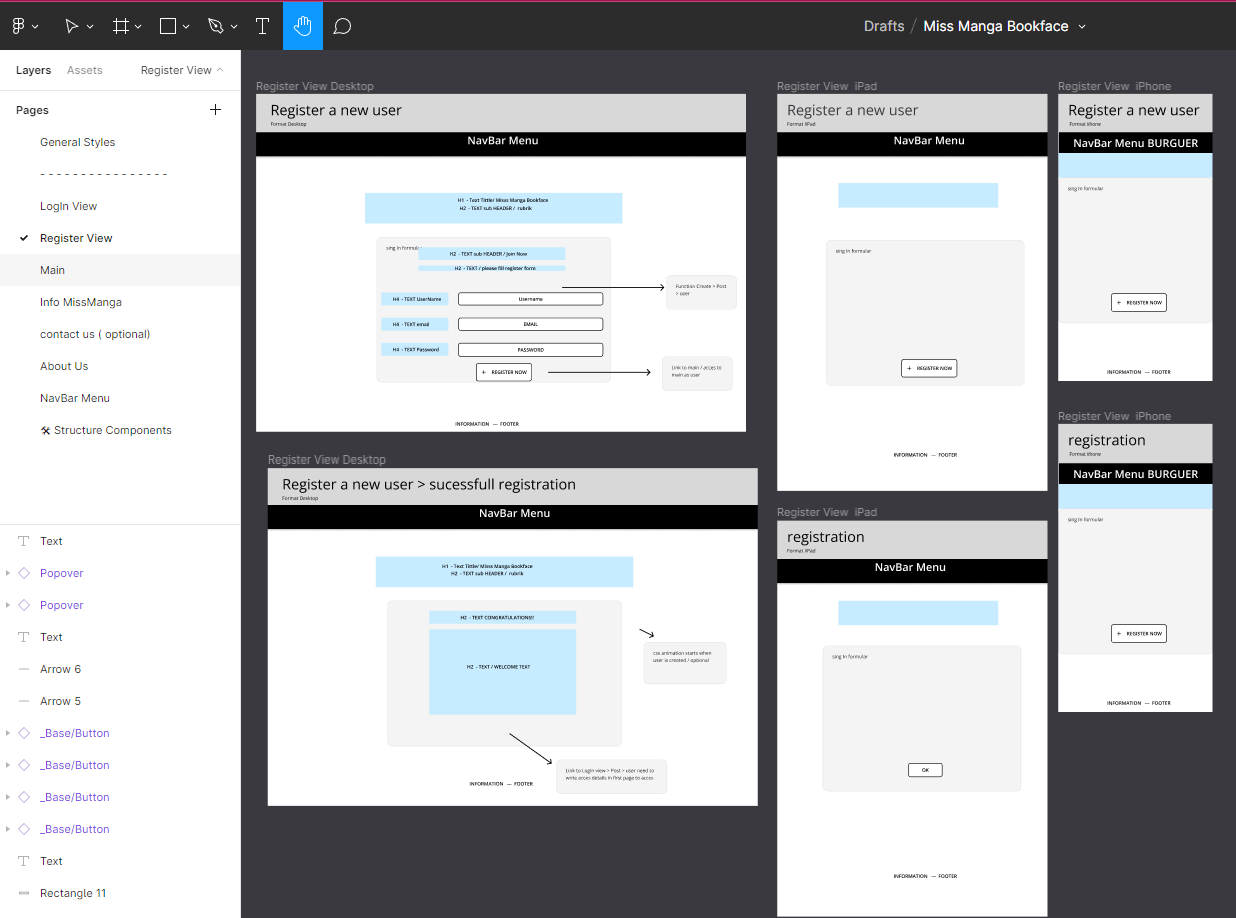 Drafts / Miss Manga Bookface
Layers Assets Register View
Pages
General Styles
- - - - - - - - - - - - - - - -
LogIn View
Register View
Main
Info MissManga
contact us ( optional)
About Us
NavBar Menu
🛠 Structure Components
Text
Popover
Popover
Text
Arrow 6
Arrow 5
_Base/Button
_Base/Button
_Base/Button
_Base/Button
Text
Rectangle 11
Register View Desktop
Register a new user
Format Desktop
NavBar Menu
H1 - Text Tittle/ Misss Manga Bookface
H2 - TEXT sub HEADER / rubrik
sing In formular
H2 - TEXT sub HEADER / Join Now
H2 - TEXT / please fill register form
H4 - TEXT UserName
Username
H4 - TEXT email
EMAIL
H4 - TEXT Password
PASSWORD
+ REGISTER NOW
Function Create > Post
> user
Link to main / acces to
main as user
INFORMATION — FOOTER
Register View Desktop
Register a new user > sucessfull registration
Format Desktop
NavBar Menu
H1 - Text Tittle/ Misss Manga Bookface
H2 - TEXT sub HEADER / rubrik
H2 - TEXT CONGRATULATIONS!!
H2 - TEXT / WELCOME TEXT
css animation starts when
user is created / optional
Link to Login view > Post > user need to
write acces details in first page to acces
INFORMATION — FOOTER
Register View iPad
Register a new user
Format iPad
NavBar Menu
sing In formular
+ REGISTER NOW
INFORMATION — FOOTER
Register View iPad
registration
Format iPad
NavBar Menu
sing In formular
OK
INFORMATION — FOOTER
Register View iPhone
Register a new user
Format iPhone
NavBar Menu BURGUER
sing In formular
+ REGISTER NOW
INFORMATION — FOOTER
Register View iPhone
registration
Format iPhone
NavBar Menu BURGUER
sing In formular
+ REGISTER NOW
INFORMATION — FOOTER